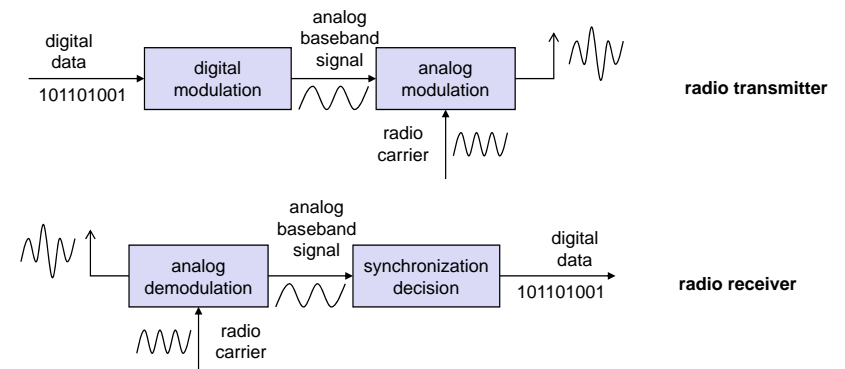 digital
data
101101001
digital
modulation
analog
baseband
signal
analog
modulation
radio
carrier
radio transmitter
analog
demodulation
radio
carrier
analog
baseband
signal
synchronization
decision
digital
data
101101001
radio receiver